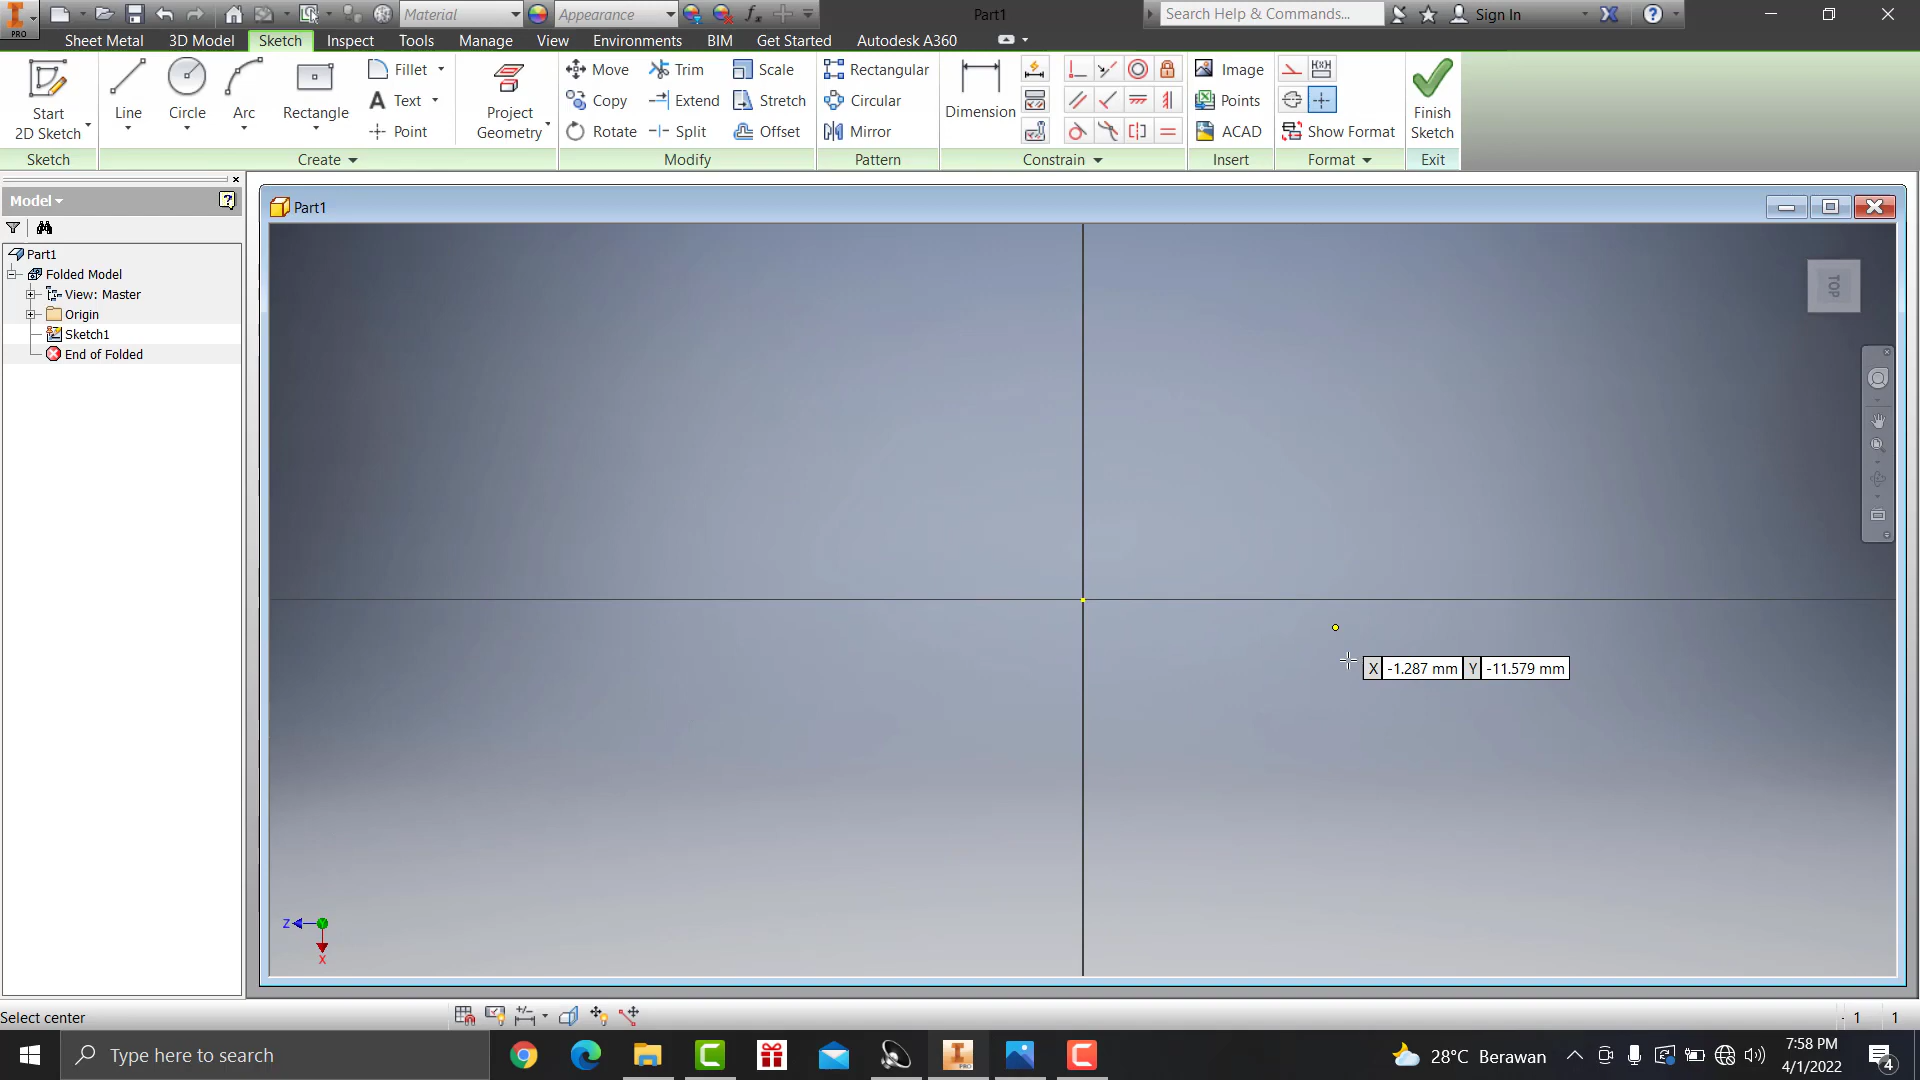 Material
Appearance
fx
Part1
Search Help & Commands...
Sign In
PRO
Sheet Metal
3D Model
Sketch
Inspect
Tools
Manage
View
Environments
BIM
Get Started
Autodesk A360
Start
2D Sketch
Line
Circle
Arc
Rectangle
Fillet
Text
Point
Project
Geometry
Move
Copy
Rotate
Trim
Extend
Split
Scale
Stretch
Offset
Rectangular
Circular
Mirror
Dimension
Image
Points
ACAD
Show Format
Finish
Sketch
Sketch
Create
Modify
Pattern
Constrain
Insert
Format
Exit
Model
Part1
Folded Model
View: Master
Origin
Sketch1
End of Folded
Part1
TOP
X -1.287 mm Y -11.579 mm
Z
X
Select center
1 1
Type here to search
PRO
28°C Berawan
7:58 PM
4/1/2022
4